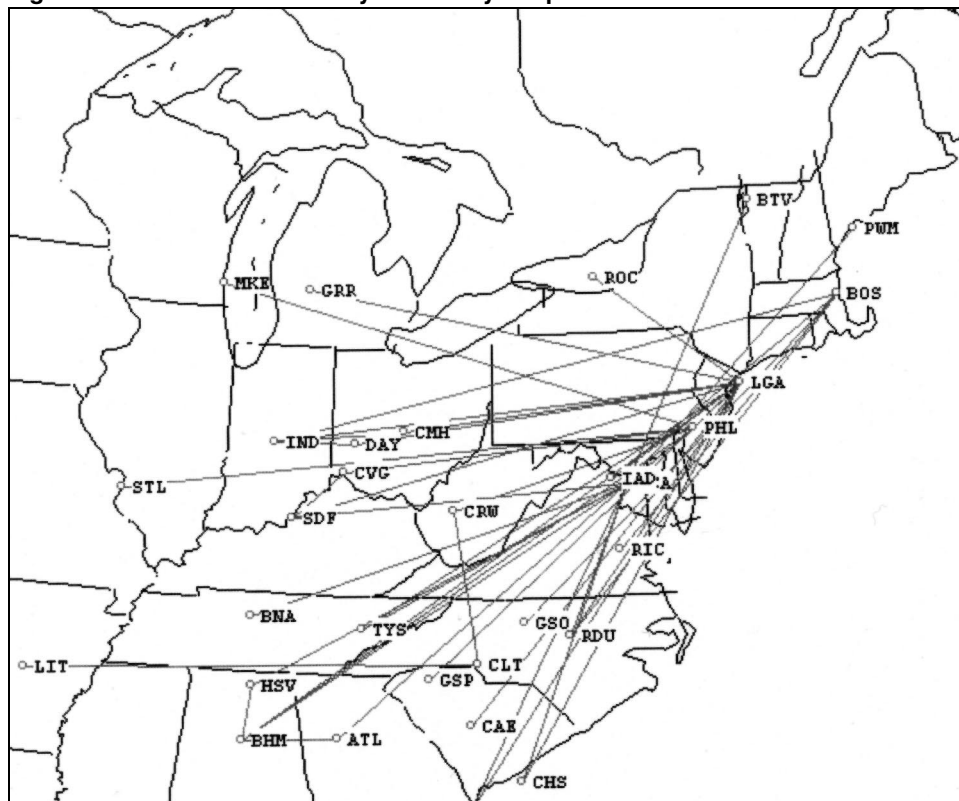 BTV
PWM
MKE
GRR
ROC
BOS
LGA
PHL
IND
DAY
CMH
CVG
STL
IAD
SDF
CRW
RIC
BNA
TYS
GSO
RDU
LIT
CLT
HSV
GSP
CAE
BHM
ATL
CHS